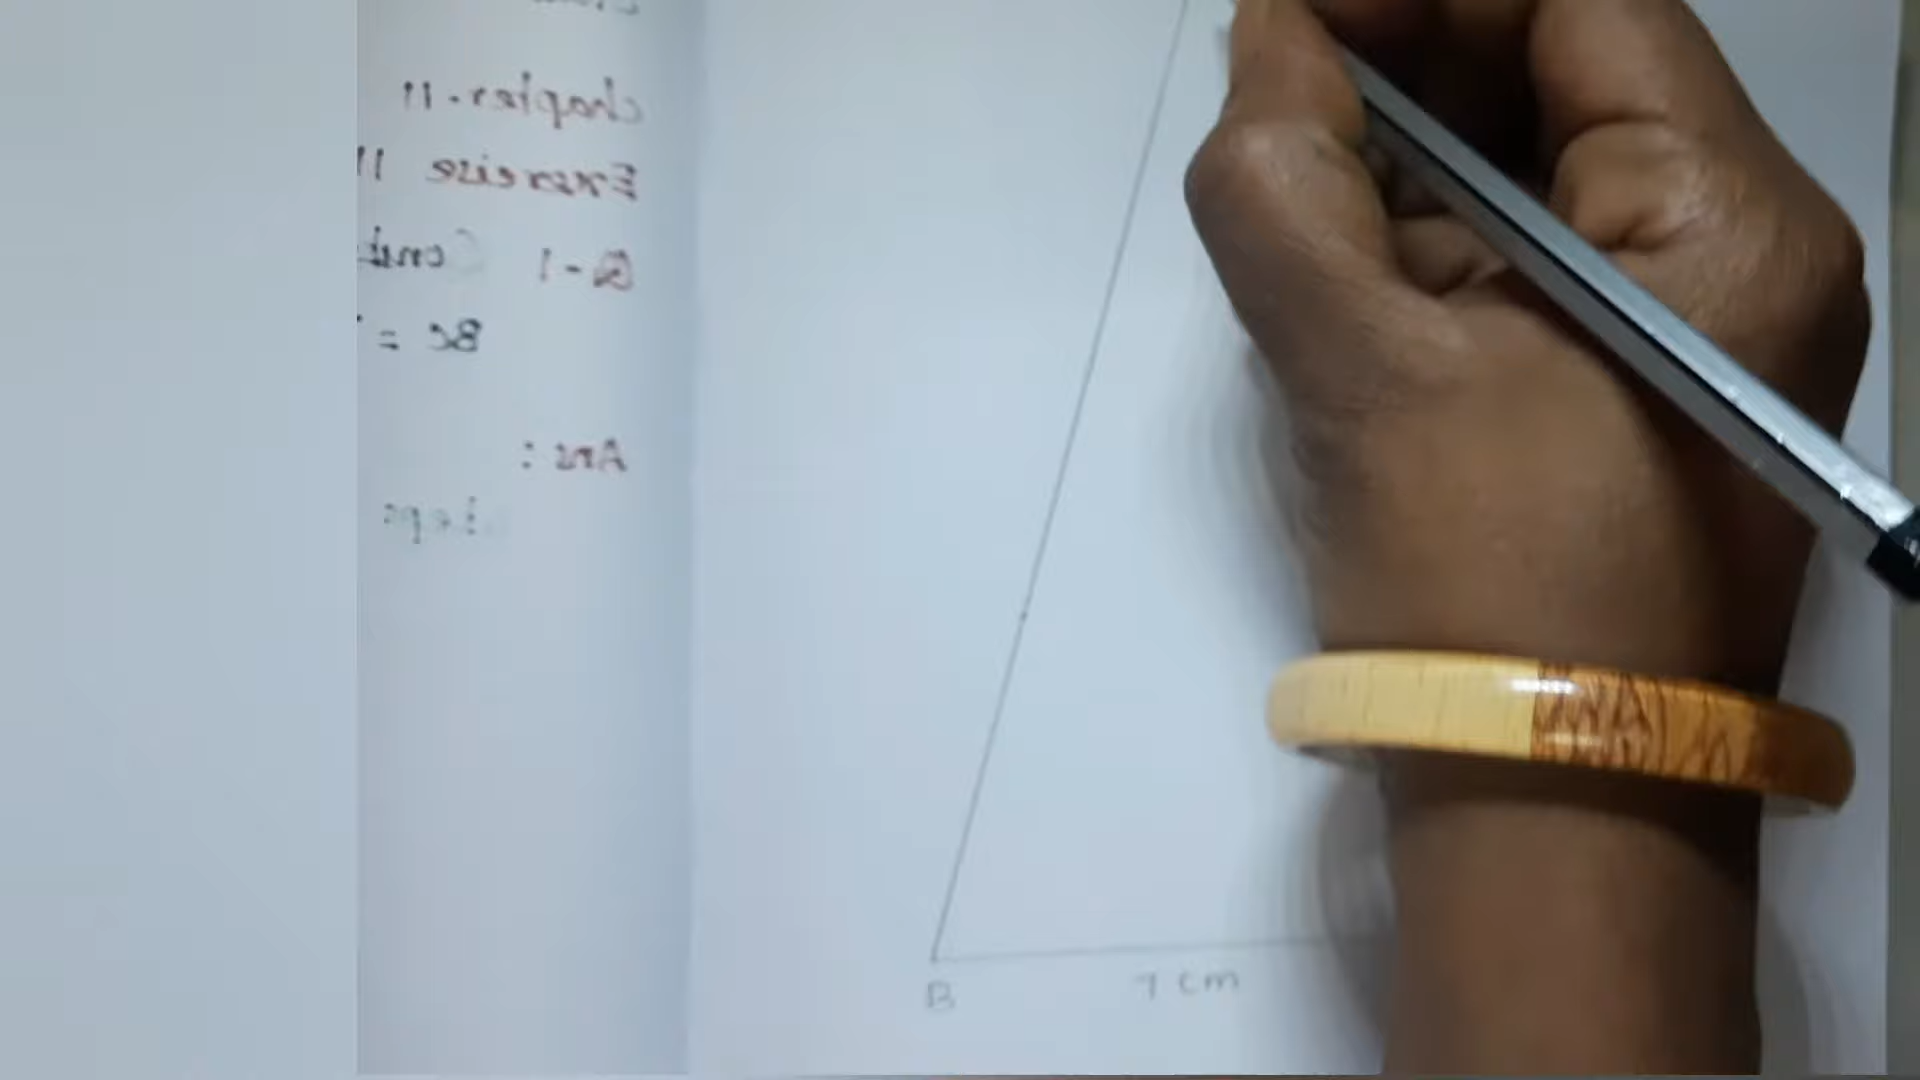 Chapter. 11
Exercise 11
Q-1
BC =
Ans :
B 7 cm